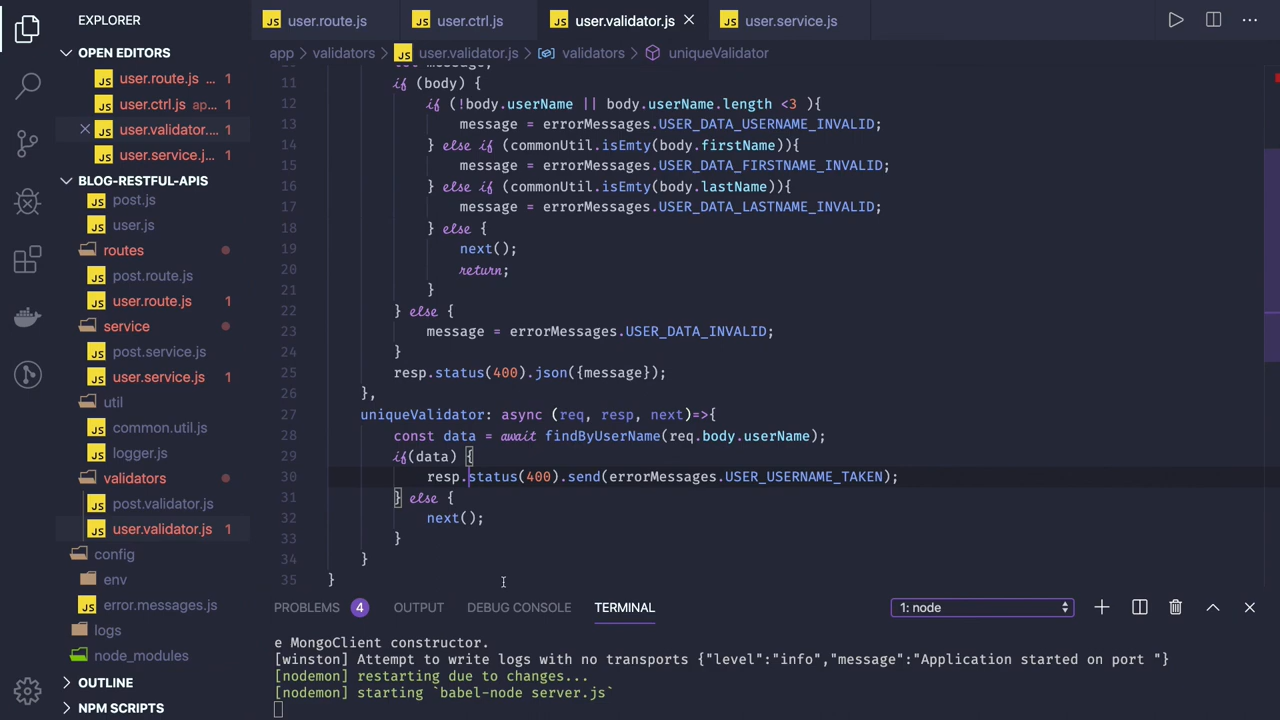 EXPLORER
OPEN EDITORS
user.route.js ... 1
user.ctrl.js ap... 1
user.validator.... 1
user.service.j... 1
BLOG-RESTFUL-APIS
post.js
user.js
routes
post.route.js
user.route.js 1
service
post.service.js
user.service.js 1
util
common.util.js
logger.js
validators
post.validator.js
user.validator.js 1
config
env
error.messages.js
logs
node_modules
OUTLINE
NPM SCRIPTS
user.route.js user.ctrl.js user.validator.js user.service.js
app > validators > user.validator.js > validators > uniqueValidator
11 if (body) {
12 if (!body.userName || body.userName.length <3 ){
13 message = errorMessages.USER_DATA_USERNAME_INVALID;
14 } else if (commonUtil.isEmty(body.firstName)){
15 message = errorMessages.USER_DATA_FIRSTNAME_INVALID;
16 } else if (commonUtil.isEmty(body.lastName)){
17 message = errorMessages.USER_DATA_LASTNAME_INVALID;
18 } else {
19 next();
20 return;
21 }
22 } else {
23 message = errorMessages.USER_DATA_INVALID;
24 }
25 resp.status(400).json({message});
26 },
27 uniqueValidator: async (req, resp, next)=>{
28 const data = await findByUserName(req.body.userName);
29 if(data) {
30 resp.status(400).send(errorMessages.USER_USERNAME_TAKEN);
31 } else {
32 next();
33 }
34 }
35 }
PROBLEMS 4 OUTPUT DEBUG CONSOLE TERMINAL 1: node
e MongoClient constructor.
[winston] Attempt to write logs with no transports {"level":"info","message":"Application started on port "}
[nodemon] restarting due to changes...
[nodemon] starting `babel-node server.js`